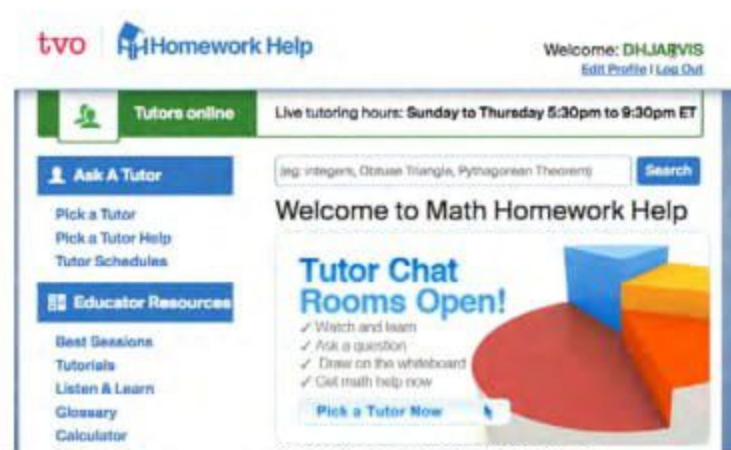 tvo Homework Help
Welcome: DHJARVIS
Edit Profile | Log Out
Tutors online
Live tutoring hours: Sunday to Thursday 5:30pm to 9:30pm ET
Ask A Tutor
Pick a Tutor
Pick a Tutor Help
Tutor Schedules
Educator Resources
Best Sessions
Tutorials
Listen & Learn
Glossary
Calculator
(eg: integers, Obtuse Triangle, Pythagorean Theorem)
Search
Welcome to Math Homework Help
Tutor Chat
Rooms Open!
✓ Watch and learn
✓ Ask a question
✓ Draw on the whiteboard
✓ Get math help now
Pick a Tutor Now